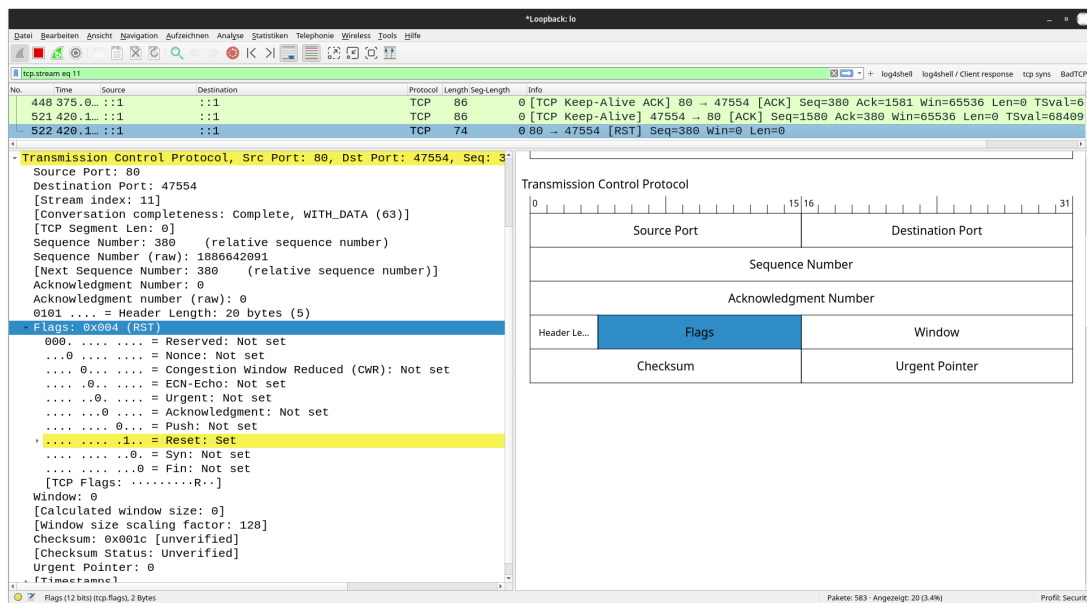 *Loopback: lo
Datei Bearbeiten Ansicht Navigation Aufzeichnen Analyse Statistiken Telephonie Wireless Tools Hilfe
tcp.stream eq 11
+ log4shell log4shell / Client response tcp syns BadTCP
No. Time Source Destination Protocol Length Seg-Length Info
448 375.0… ::1 ::1 TCP 86 0 [TCP Keep-Alive ACK] 80 → 47554 [ACK] Seq=380 Ack=1581 Win=65536 Len=0 TSval=6
521 420.1… ::1 ::1 TCP 86 0 [TCP Keep-Alive] 47554 → 80 [ACK] Seq=1580 Ack=380 Win=65536 Len=0 TSval=68409
522 420.1… ::1 ::1 TCP 74 0 80 → 47554 [RST] Seq=380 Win=0 Len=0
Transmission Control Protocol, Src Port: 80, Dst Port: 47554, Seq: 3
Source Port: 80
Destination Port: 47554
[Stream index: 11]
[Conversation completeness: Complete, WITH_DATA (63)]
[TCP Segment Len: 0]
Sequence Number: 380 (relative sequence number)
Sequence Number (raw): 1886642091
[Next Sequence Number: 380 (relative sequence number)]
Acknowledgment Number: 0
Acknowledgment number (raw): 0
0101 .... = Header Length: 20 bytes (5)
Flags: 0x004 (RST)
000. .... .... = Reserved: Not set
...0 .... .... = Nonce: Not set
.... 0... .... = Congestion Window Reduced (CWR): Not set
.... .0.. .... = ECN-Echo: Not set
.... ..0. .... = Urgent: Not set
.... ...0 .... = Acknowledgment: Not set
.... .... 0... = Push: Not set
.... .... .1.. = Reset: Set
.... .... ..0. = Syn: Not set
.... .... ...0 = Fin: Not set
[TCP Flags: ·········R··]
Window: 0
[Calculated window size: 0]
[Window size scaling factor: 128]
Checksum: 0x001c [unverified]
[Checksum Status: Unverified]
Urgent Pointer: 0
[Timestamps]
Transmission Control Protocol
0 15 16 31
Source Port Destination Port
Sequence Number
Acknowledgment Number
Header Le... Flags Window
Checksum Urgent Pointer
Flags (12 bits) (tcp.flags), 2 Bytes Pakete: 583 · Angezeigt: 20 (3.4%) Profil: Securit